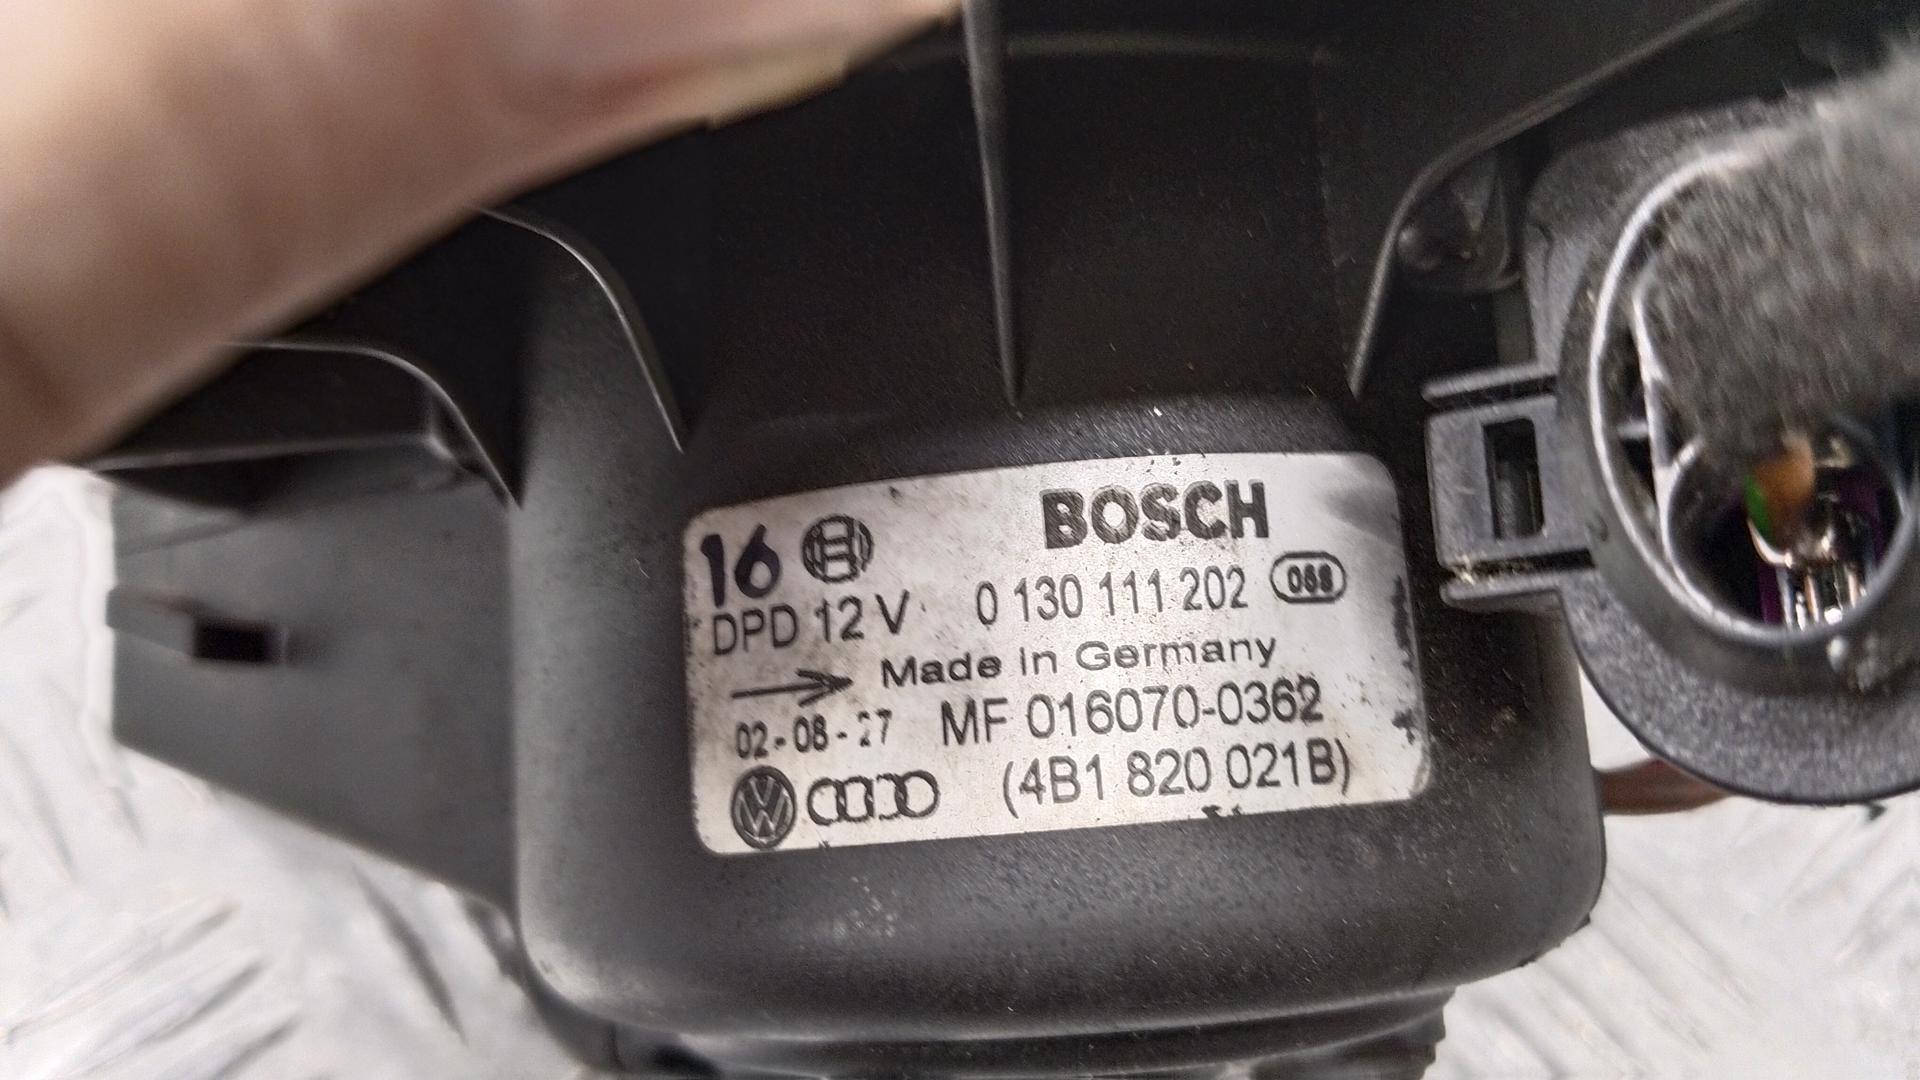 BOSCH
16
DPD 12 V 0 130 111 202 068
Made in Germany
02-08-27 MF 016070-0362
(4B1 820 021B)